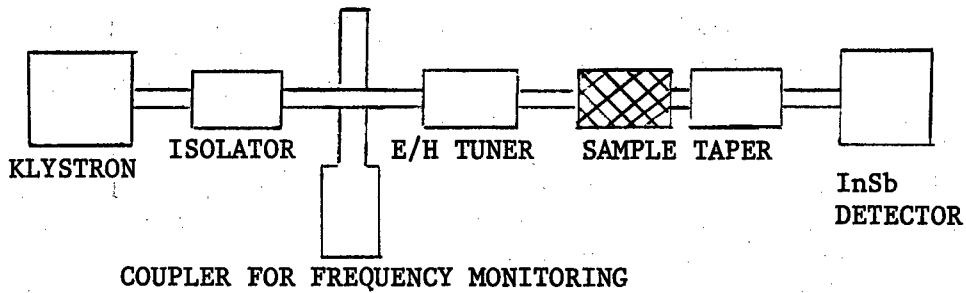 KLYSTRON
ISOLATOR
E/H TUNER
SAMPLE
TAPER
InSb
DETECTOR
COUPLER FOR FREQUENCY MONITORING